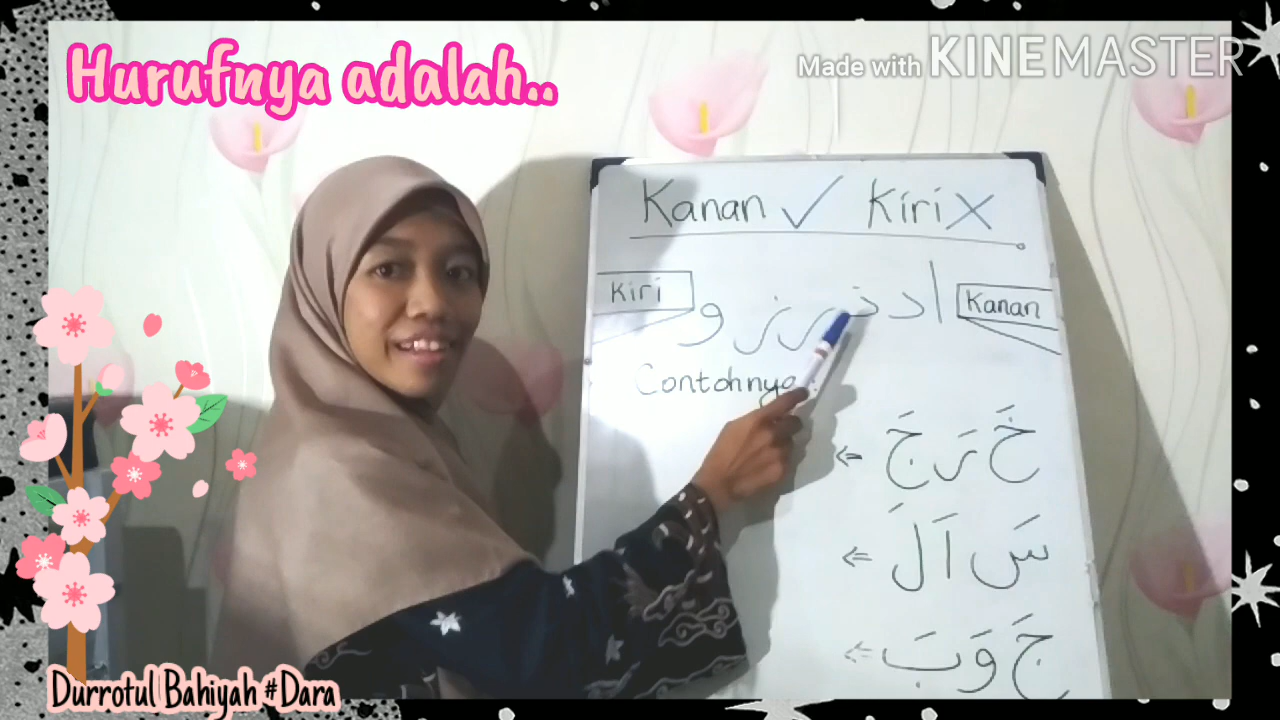 Hurufnya adalah..
Made with KINEMASTER
Kanan ✓ Kiri X
Kanan
ا د ذ ر ز و
Kiri
Contohnya :
خَ رَ جَ ⇐
سَ اَ لَ ⇐
جَ وَ بَ ⇐
Durrotul Bahiyah #Dara